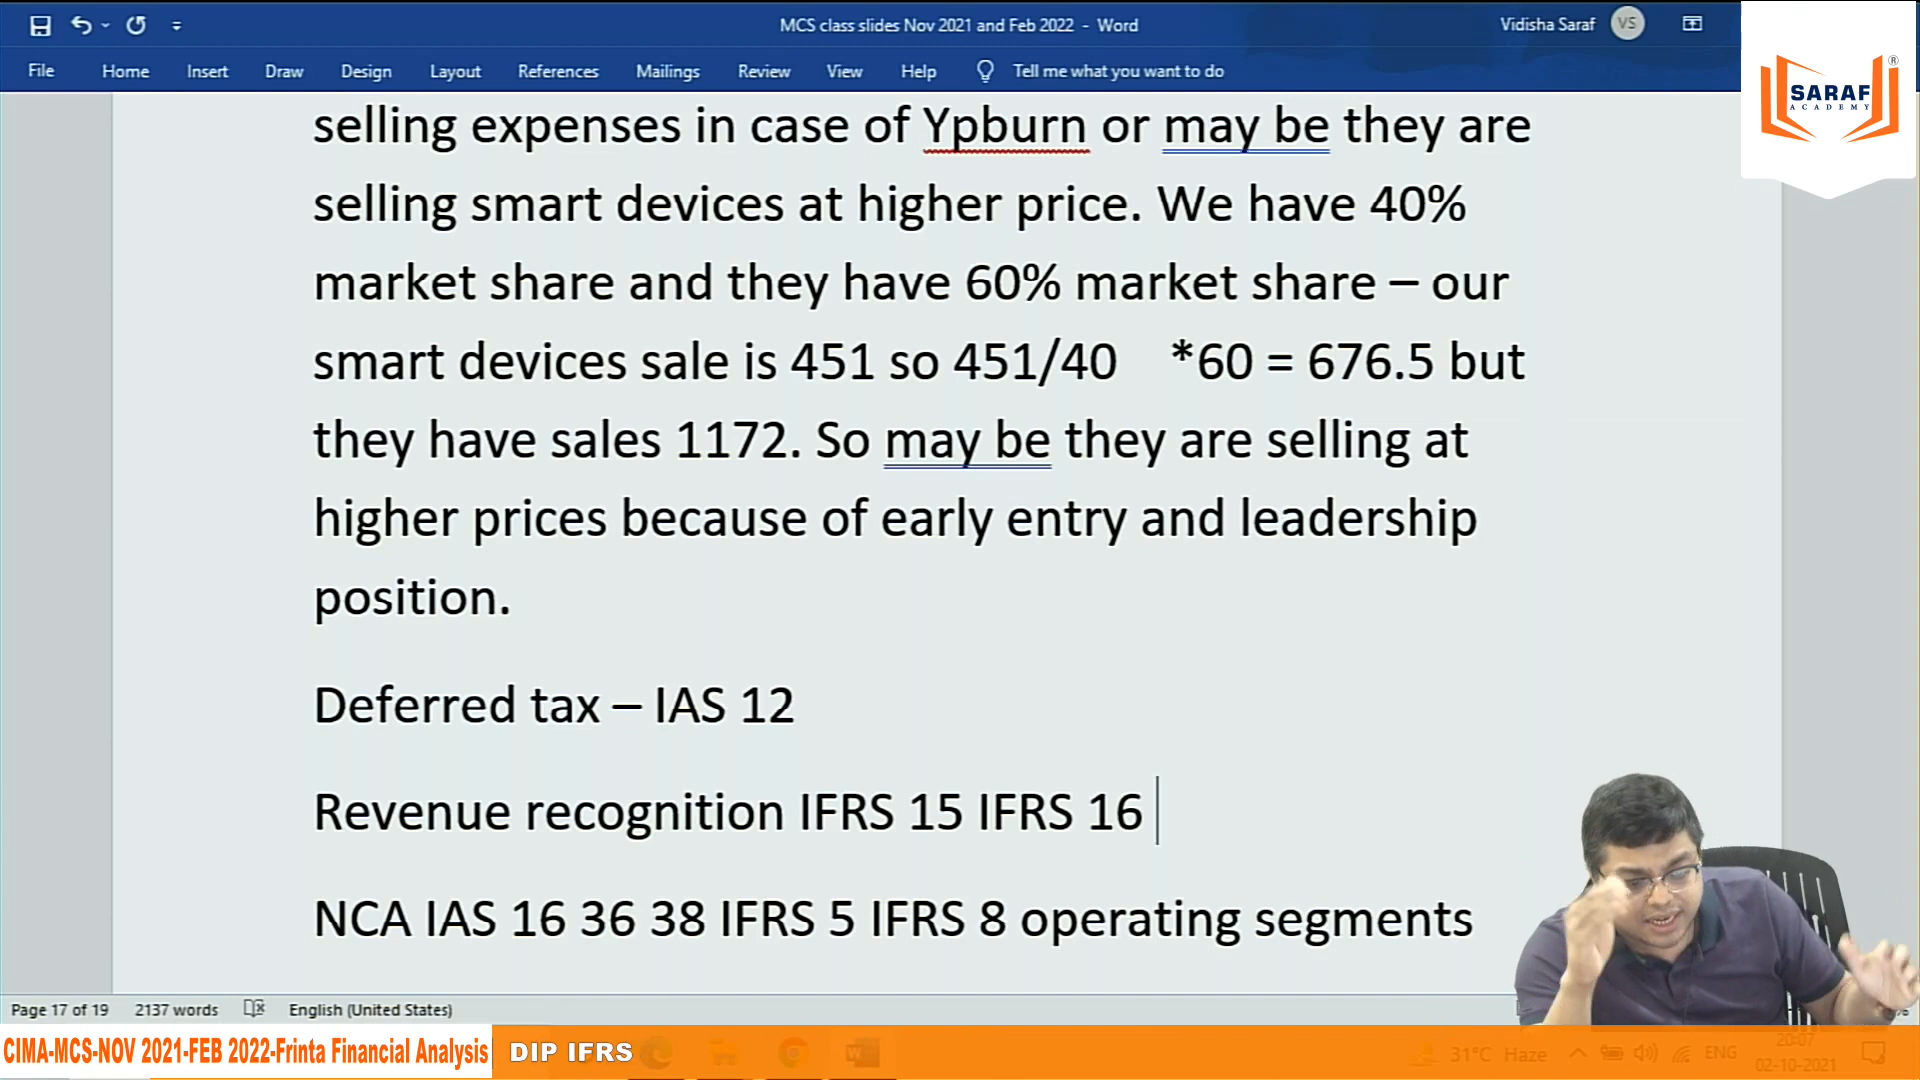 MCS class slides Nov 2021 and Feb 2022 - Word
Vidisha Saraf VS
File Home Insert Draw Design Layout References Mailings Review View Help Tell me what you want to do
SARAF ®
ACADEMY
selling expenses in case of Ypburn or may be they are
selling smart devices at higher price. We have 40%
market share and they have 60% market share – our
smart devices sale is 451 so 451/40 *60 = 676.5 but
they have sales 1172. So may be they are selling at
higher prices because of early entry and leadership
position.
Deferred tax – IAS 12
Revenue recognition IFRS 15 IFRS 16
NCA IAS 16 36 38 IFRS 5 IFRS 8 operating segments
Page 17 of 19 2137 words English (United States)
CIMA-MCS-NOV 2021-FEB 2022-Frinta Financial Analysis DIP IFRS
31°C Haze ENG
20:07
02-10-2021